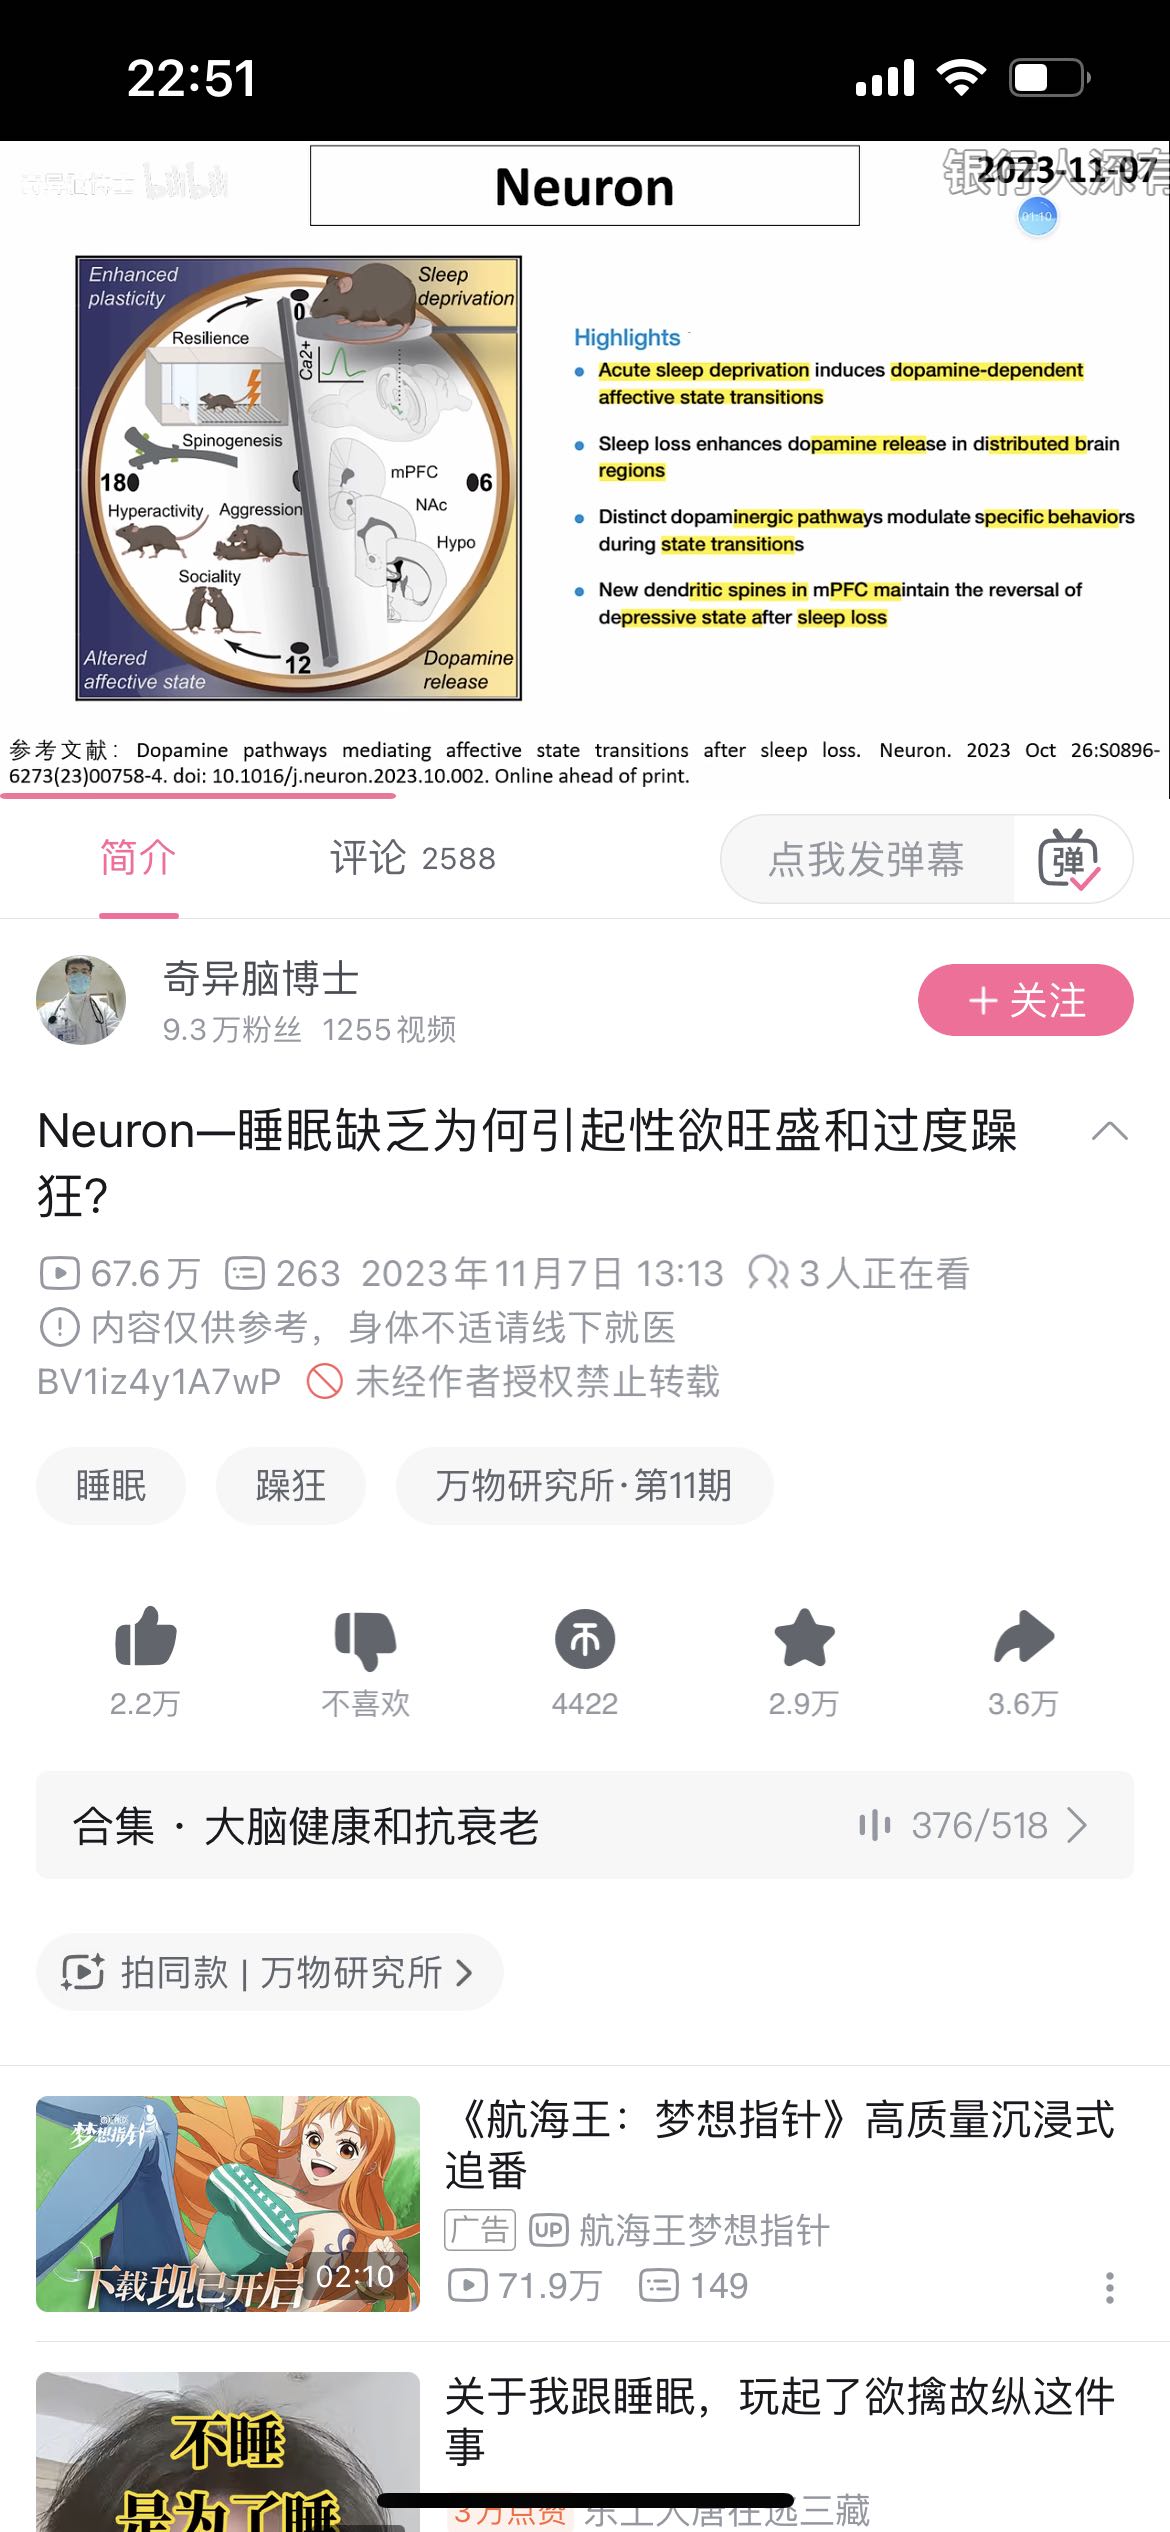 22:51
奇异脑博士 bilibili
Neuron
2023-11-07
银行人深有
01:10
Enhanced
plasticity
Sleep
deprivation
0
Resilience
Ca2+
Spinogenesis
18
06
mPFC
NAc
Hypo
Hyperactivity
Aggression
Sociality
12
Altered
affective state
Dopamine
release
Highlights
Acute sleep deprivation induces dopamine-dependent
affective state transitions
Sleep loss enhances dopamine release in distributed brain
regions
Distinct dopaminergic pathways modulate specific behaviors
during state transitions
New dendritic spines in mPFC maintain the reversal of
depressive state after sleep loss
参考文献：Dopamine pathways mediating affective state transitions after sleep loss. Neuron. 2023 Oct 26:S0896-
6273(23)00758-4. doi: 10.1016/j.neuron.2023.10.002. Online ahead of print.
简介
评论 2588
点我发弹幕
弹
奇异脑博士
9.3万粉丝 1255视频
+ 关注
Neuron—睡眠缺乏为何引起性欲旺盛和过度躁
狂?
67.6万 263 2023年11月7日 13:13 3人正在看
内容仅供参考，身体不适请线下就医
BV1iz4y1A7wP 未经作者授权禁止转载
睡眠
躁狂
万物研究所·第11期
2.2万
不喜欢
4422
2.9万
3.6万
合集 · 大脑健康和抗衰老
376/518
拍同款 | 万物研究所
梦想指针
下载现已开启
02:10
《航海王：梦想指针》高质量沉浸式
追番
广告 UP 航海王梦想指针
71.9万 149
不睡
是为了睡
关于我跟睡眠，玩起了欲擒故纵这件
事
3万点赞